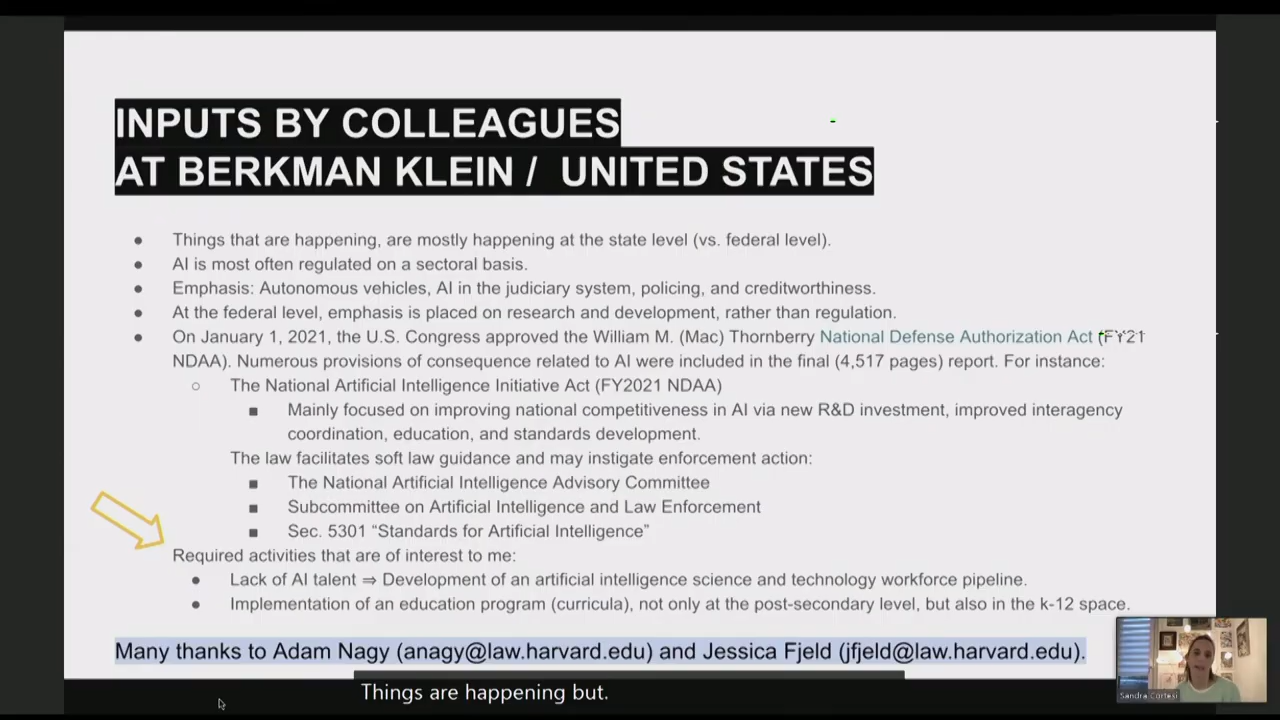 INPUTS BY COLLEAGUES
AT BERKMAN KLEIN / UNITED STATES
● Things that are happening, are mostly happening at the state level (vs. federal level).
● AI is most often regulated on a sectoral basis.
● Emphasis: Autonomous vehicles, AI in the judiciary system, policing, and creditworthiness.
● At the federal level, emphasis is placed on research and development, rather than regulation.
● On January 1, 2021, the U.S. Congress approved the William M. (Mac) Thornberry National Defense Authorization Act (FY21
NDAA). Numerous provisions of consequence related to AI were included in the final (4,517 pages) report. For instance:
○ The National Artificial Intelligence Initiative Act (FY2021 NDAA)
■ Mainly focused on improving national competitiveness in AI via new R&D investment, improved interagency
coordination, education, and standards development.
The law facilitates soft law guidance and may instigate enforcement action:
■ The National Artificial Intelligence Advisory Committee
■ Subcommittee on Artificial Intelligence and Law Enforcement
■ Sec. 5301 “Standards for Artificial Intelligence”
Required activities that are of interest to me:
● Lack of AI talent ⇒ Development of an artificial intelligence science and technology workforce pipeline.
● Implementation of an education program (curricula), not only at the post-secondary level, but also in the k-12 space.
Many thanks to Adam Nagy (anagy@law.harvard.edu) and Jessica Fjeld (jfjeld@law.harvard.edu).
Sandra Cortesi
Things are happening but.